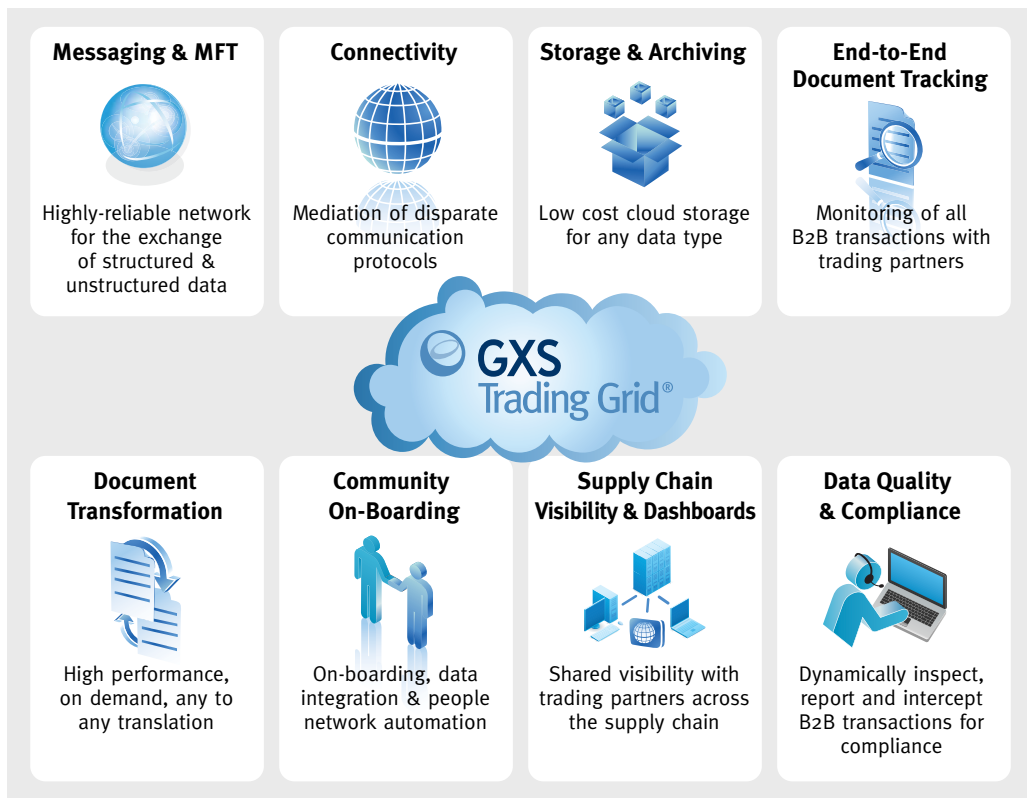 Messaging & MFT
Highly-reliable network
for the exchange
of structured &
unstructured data
Connectivity
Mediation of disparate
communication
protocols
Storage & Archiving
Low cost cloud storage
for any data type
End-to-End
Document Tracking
Monitoring of all
B2B transactions with
trading partners
GXS
Trading Grid®
Document
Transformation
High performance,
on demand, any to
any translation
Community
On-Boarding
On-boarding, data
integration & people
network automation
Supply Chain
Visibility & Dashboards
Shared visibility with
trading partners across
the supply chain
Data Quality
& Compliance
Dynamically inspect,
report and intercept
B2B transactions for
compliance